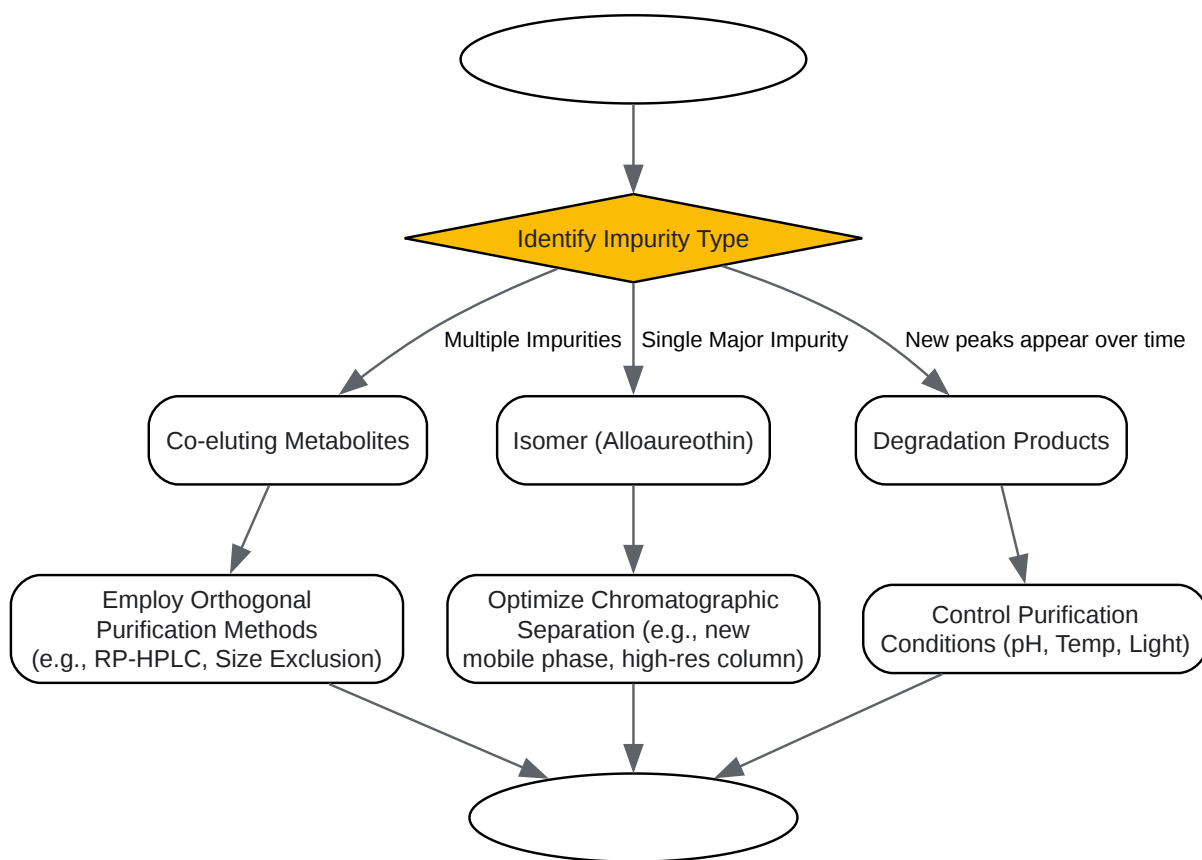 Identify Impurity Type
Multiple Impurities
Single Major Impurity
New peaks appear over time
Co-eluting Metabolites
Isomer (Alloaureothin)
Degradation Products
Employ Orthogonal
Purification Methods
(e.g., RP-HPLC, Size Exclusion)
Optimize Chromatographic
Separation (e.g., new
mobile phase, high-res column)
Control Purification
Conditions (pH, Temp, Light)